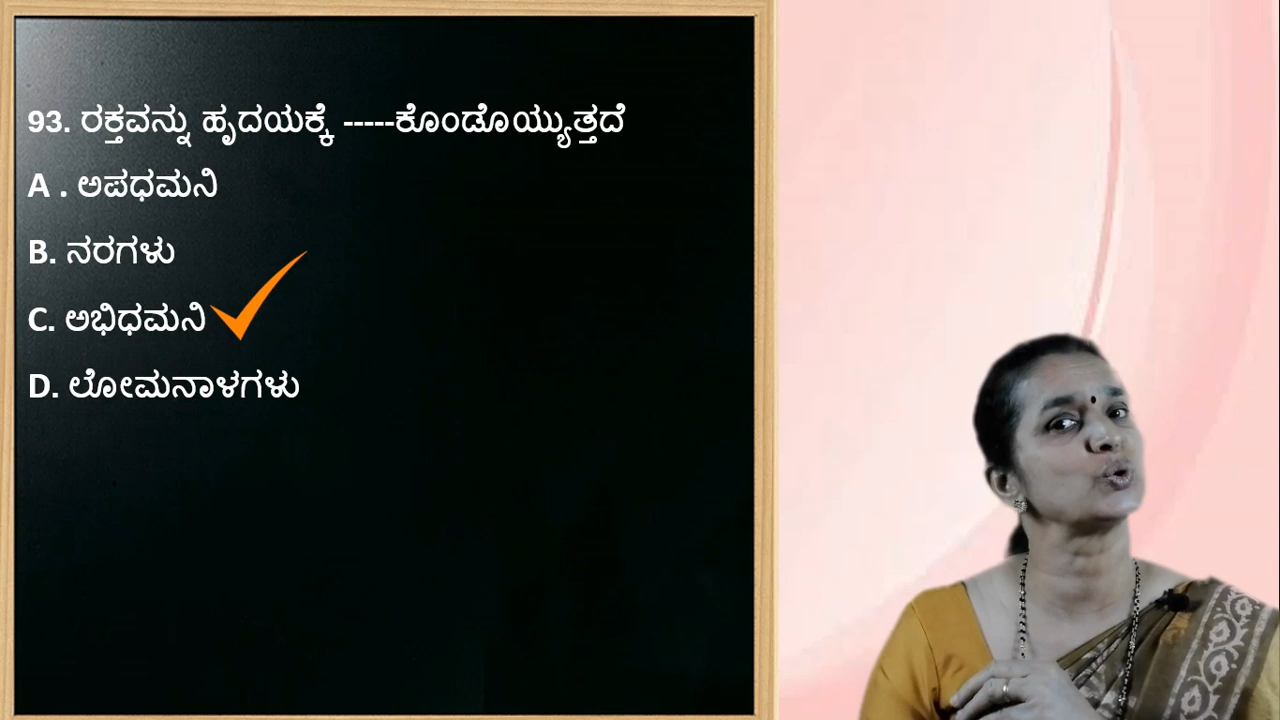 93. ರಕ್ತವನ್ನು ಹೃದಯಕ್ಕೆ -----ಕೊಂಡೊಯ್ಯುತ್ತದೆ
A . ಅಪಧಮನಿ
B. ನರಗಳು
C. ಅಭಿಧಮನಿ
D. ಲೋಮನಾಳಗಳು